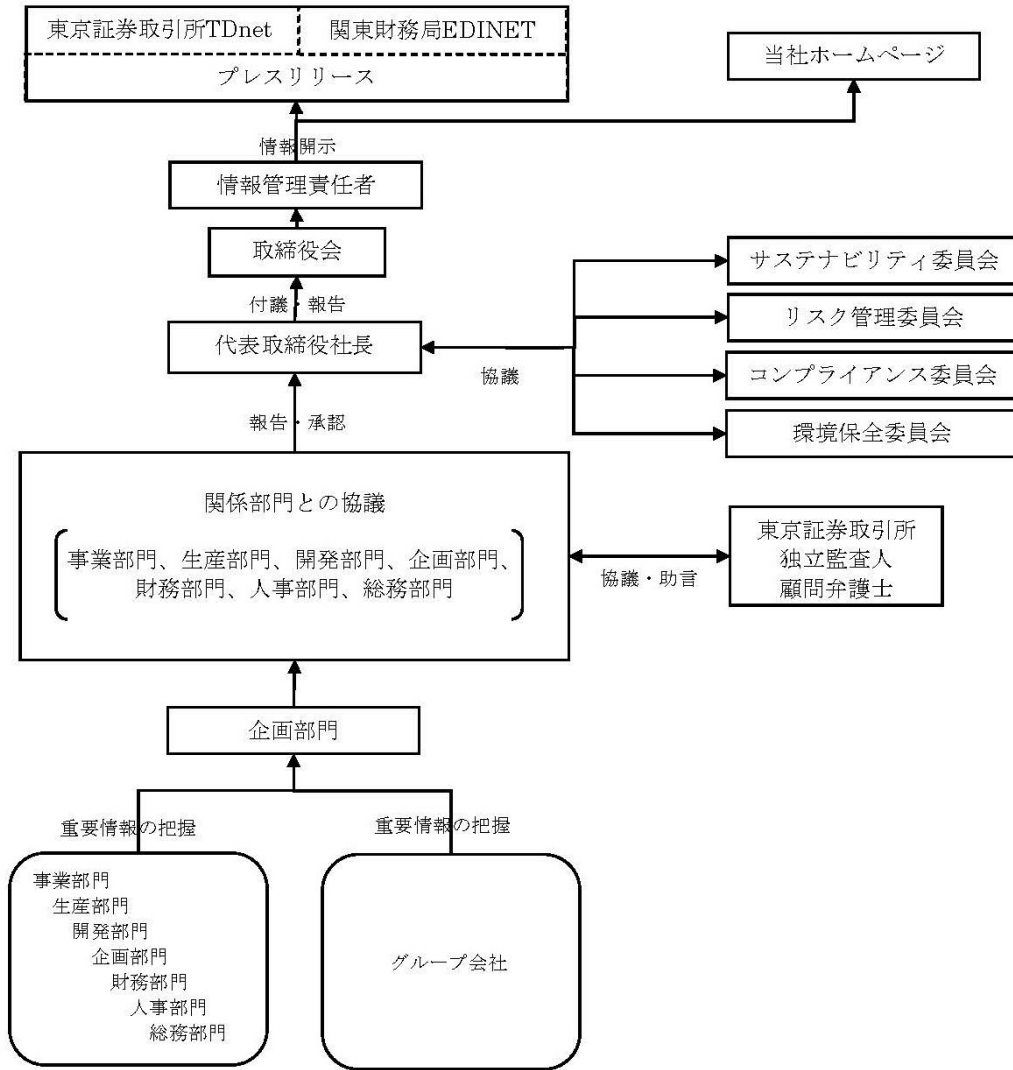 東京証券取引所TDnet
関東財務局EDINET
プレスリリース
当社ホームページ
情報開示
情報管理責任者
取締役会
付議・報告
代表取締役社長
協議
サステナビリティ委員会
リスク管理委員会
コンプライアンス委員会
環境保全委員会
報告・承認
関係部門との協議
事業部門、生産部門、開発部門、企画部門、
財務部門、人事部門、総務部門
協議・助言
東京証券取引所
独立監査人
顧問弁護士
企画部門
重要情報の把握
重要情報の把握
事業部門
生産部門
開発部門
企画部門
財務部門
人事部門
総務部門
グループ会社